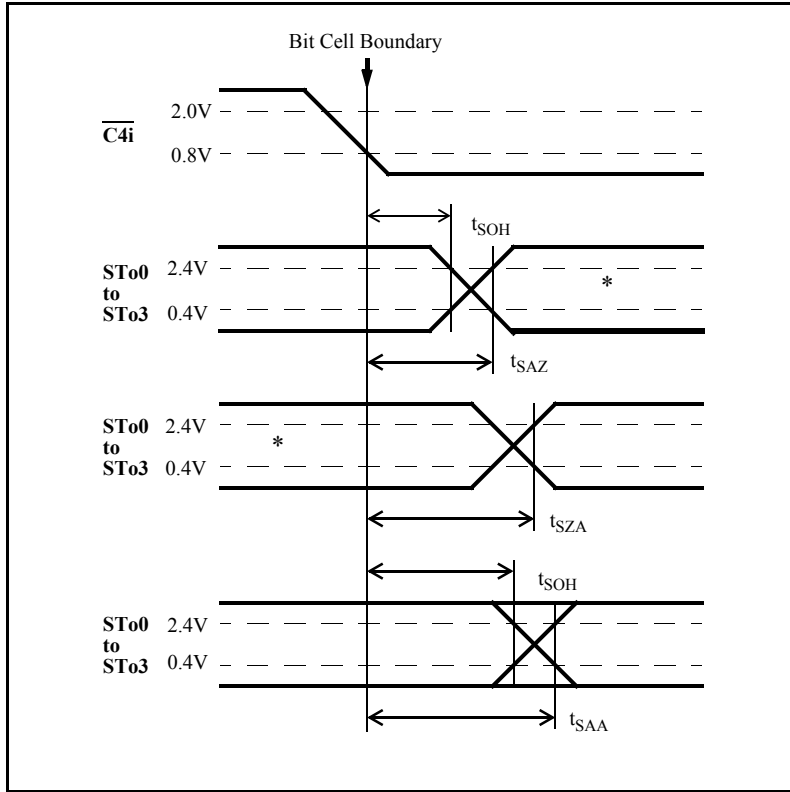 Bit Cell Boundary
2.0V
C4i
0.8V
tSOH
STo0 2.4V
to
STo3 0.4V
*
tSAZ
STo0 2.4V
to
STo3 0.4V
*
tSZA
tSOH
STo0 2.4V
to
STo3 0.4V
tSAA